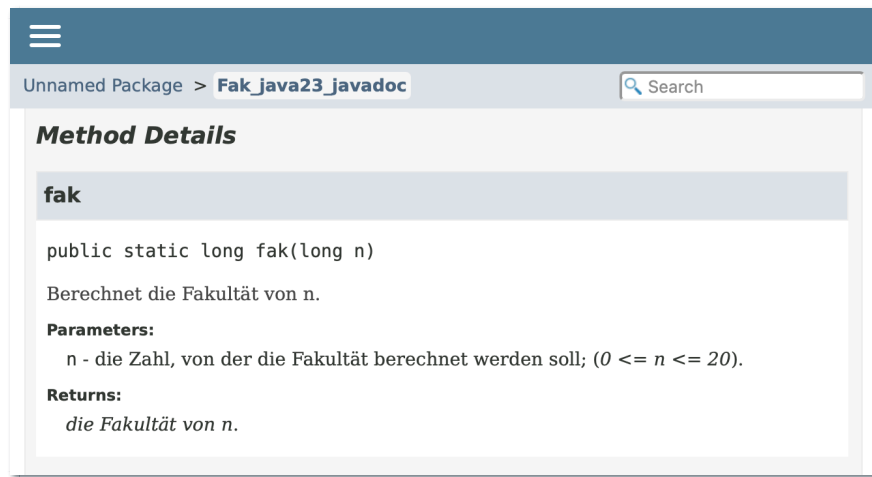 Unnamed Package > Fak_java23_javadoc
Search
Method Details
fak
public static long fak(long n)
Berechnet die Fakultät von n.
Parameters:
n - die Zahl, von der die Fakultät berechnet werden soll; (0 <= n <= 20).
Returns:
die Fakultät von n.